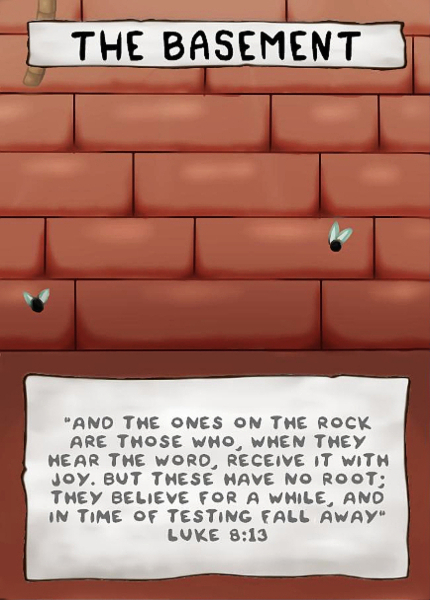 THE BASEMENT
"AND THE ONES ON THE ROCK
ARE THOSE WHO, WHEN THEY
HEAR THE WORD, RECEIVE IT WITH
JOY. BUT THESE HAVE NO ROOT;
THEY BELIEVE FOR A WHILE, AND
IN TIME OF TESTING FALL AWAY"
LUKE 8:13